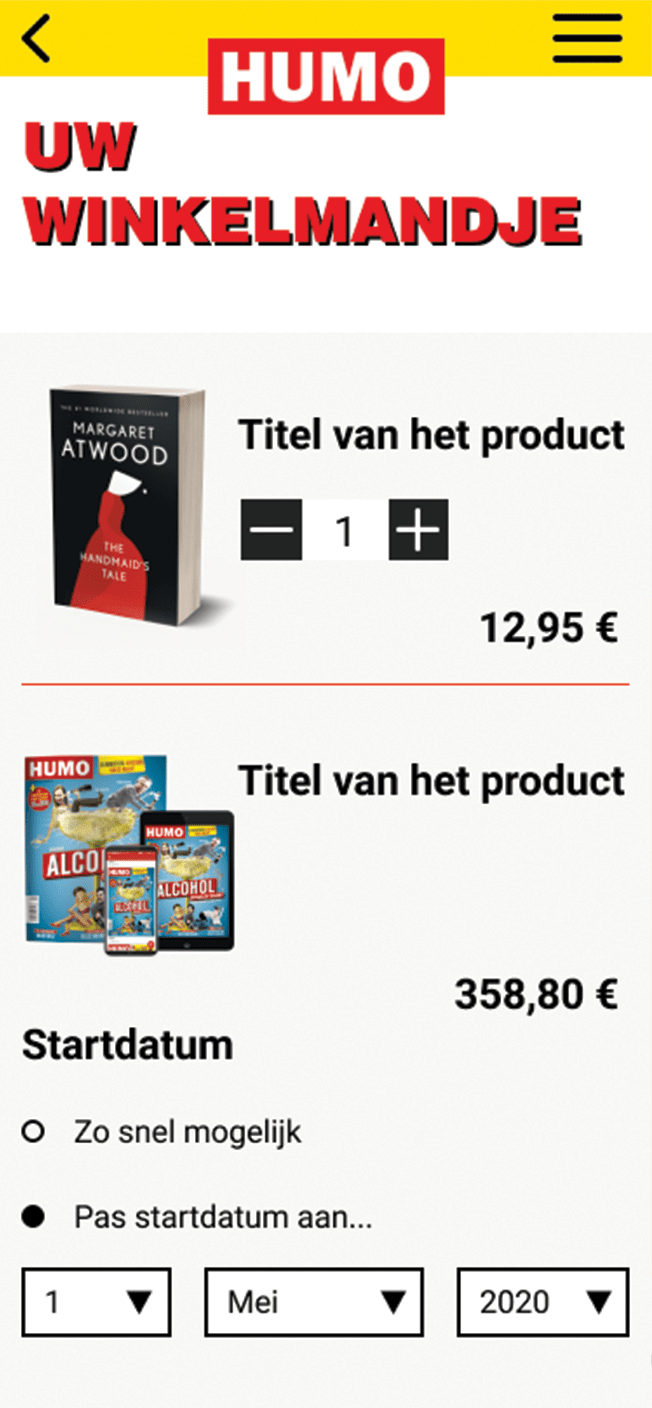 HUMO
UW
WINKELMANDJE
THE #1 WORLDWIDE BESTSELLER
MARGARET
ATWOOD
THE
HANDMAID'S
TALE
Titel van het product
1
12,95 €
HUMO
ALCO
HUMO
ALCOHOL
HUMO
ALCOHOL
Titel van het product
358,80 €
Startdatum
Zo snel mogelijk
Pas startdatum aan...
1
Mei
2020